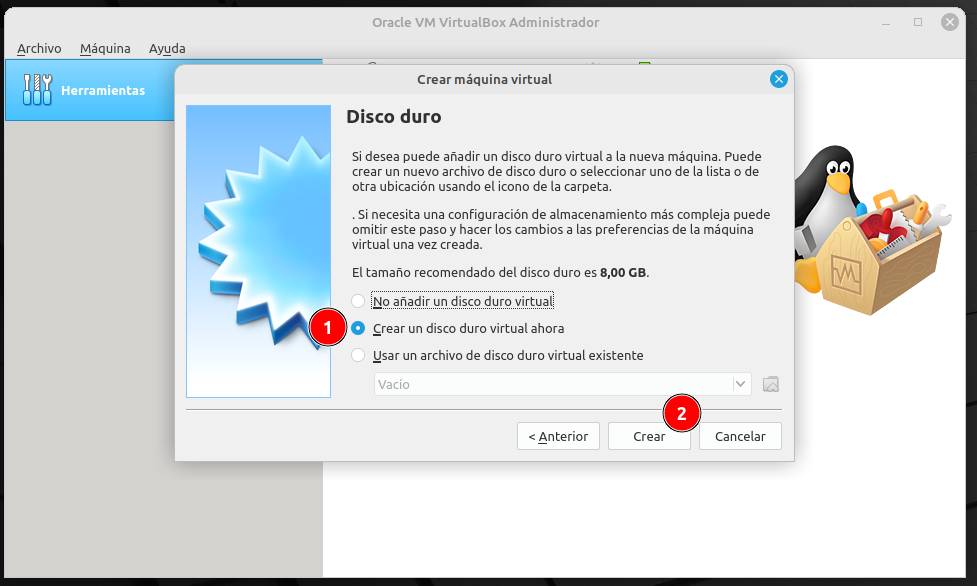 Oracle VM VirtualBox Administrador
Archivo Máquina Ayuda
Herramientas
Crear máquina virtual
Disco duro
Si desea puede añadir un disco duro virtual a la nueva máquina. Puede
crear un nuevo archivo de disco duro o seleccionar uno de la lista o de
otra ubicación usando el icono de la carpeta.
. Si necesita una configuración de almacenamiento más compleja puede
omitir este paso y hacer los cambios a las preferencias de la máquina
virtual una vez creada.
El tamaño recomendado del disco duro es 8,00 GB.
No añadir un disco duro virtual
1
Crear un disco duro virtual ahora
Usar un archivo de disco duro virtual existente
Vacío
2
< Anterior Crear Cancelar